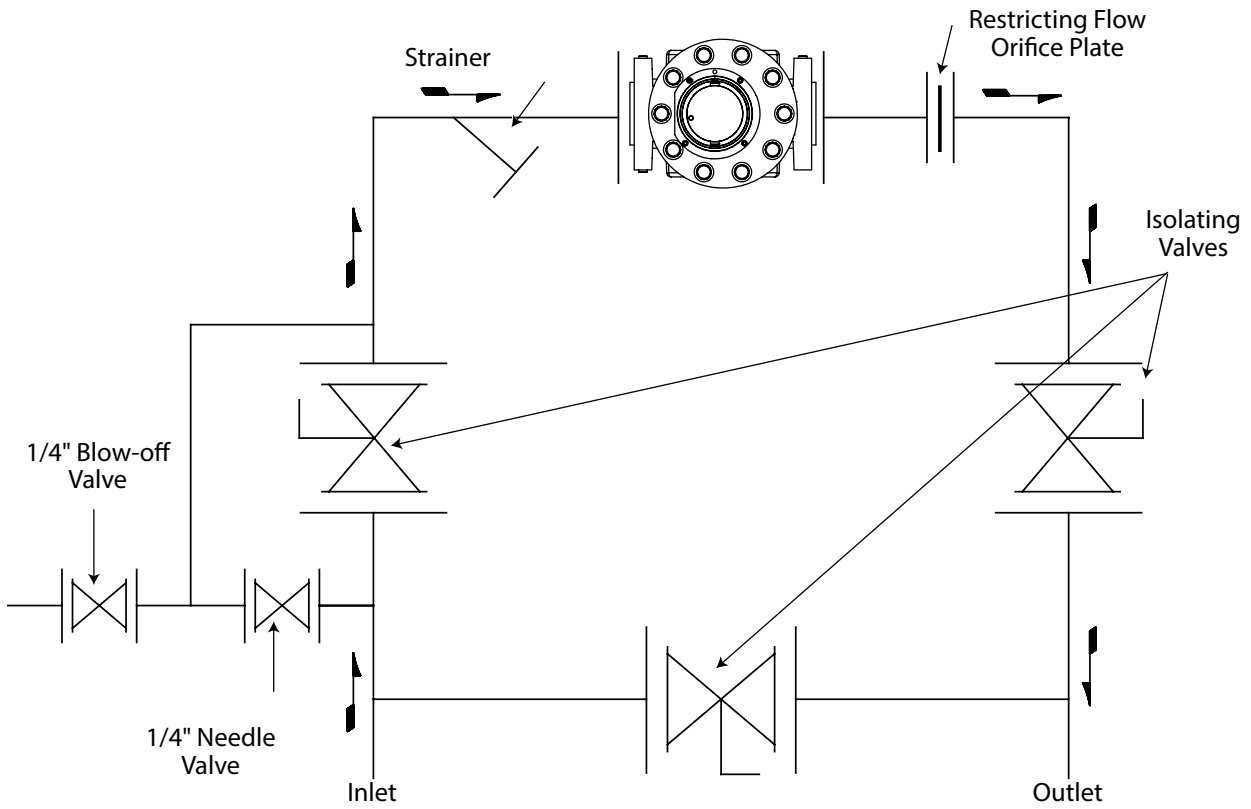 Restricting Flow
Orifice Plate
Strainer
Isolating
Valves
1/4" Blow-off
Valve
1/4" Needle
Valve
Inlet
Outlet